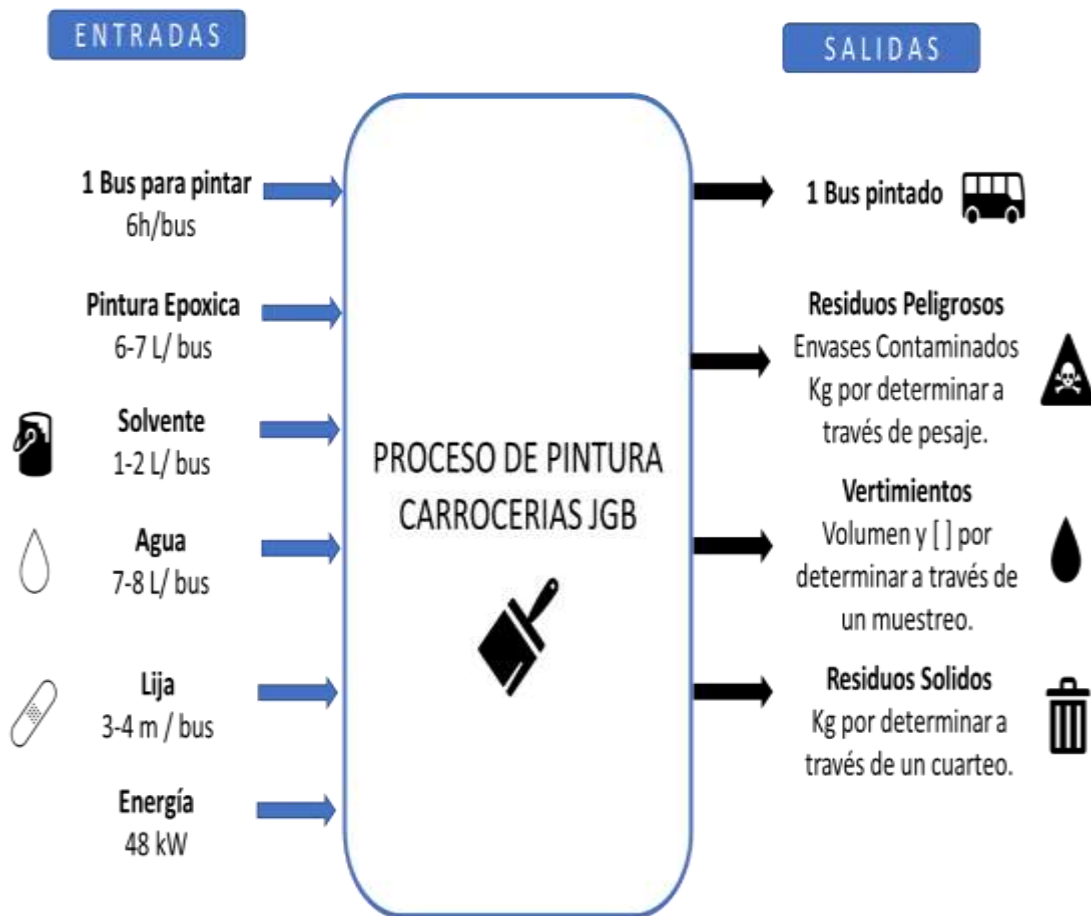 ENTRADAS
1 Bus para pintar
6h/bus
Pintura Epoxica
6-7 L/ bus
Solvente
1-2 L/ bus
Agua
7-8 L/ bus
Lija
3-4 m / bus
Energía
48 kW
PROCESO DE PINTURA
CARROCERIAS JGB
SALIDAS
1 Bus pintado
Residuos Peligrosos
Envases Contaminados
Kg por determinar a
través de pesaje.
Vertimientos
Volumen y [ ] por
determinar a través de
un muestreo.
Residuos Solidos
Kg por determinar a
través de un cuarteo.